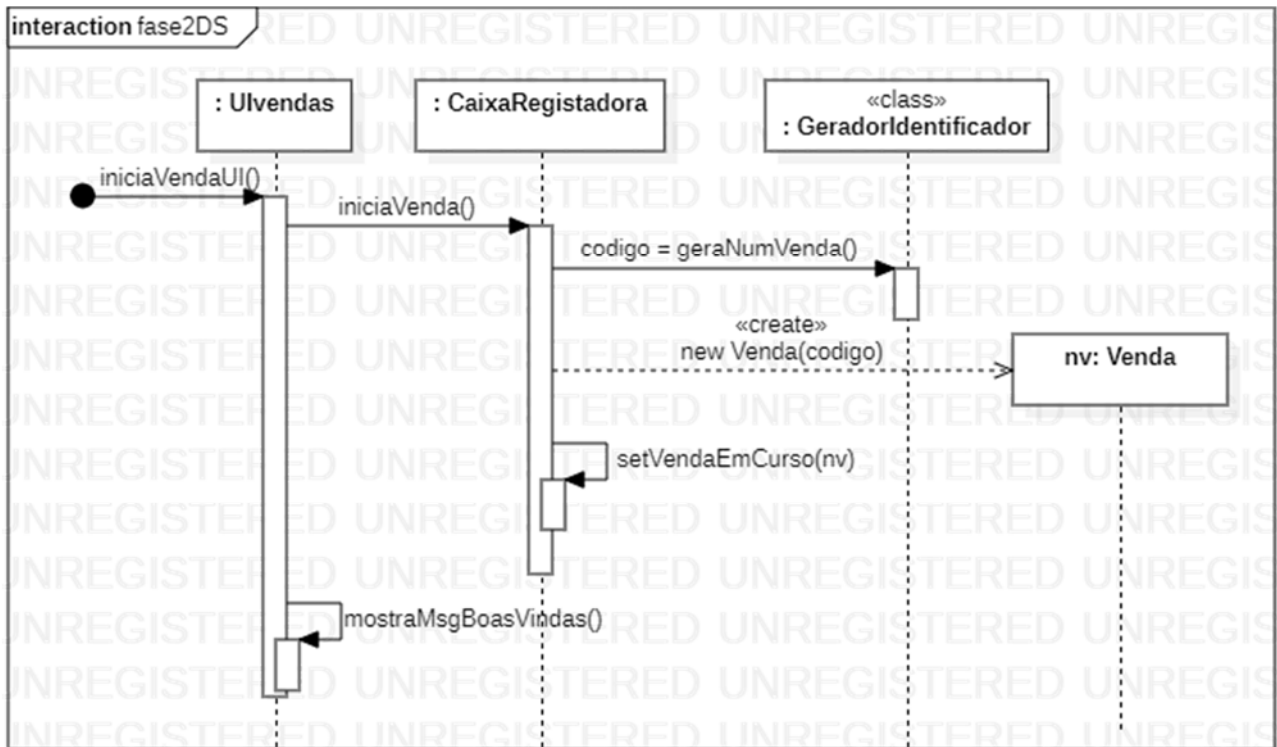 interaction fase2DS
: UIvendas
: CaixaRegistadora
«class»
: GeradorIdentificador
iniciaVendaUI()
iniciaVenda()
codigo = geraNumVenda()
«create»
new Venda(codigo)
nv: Venda
setVendaEmCurso(nv)
mostraMsgBoasVindas()
UNREGISTERED